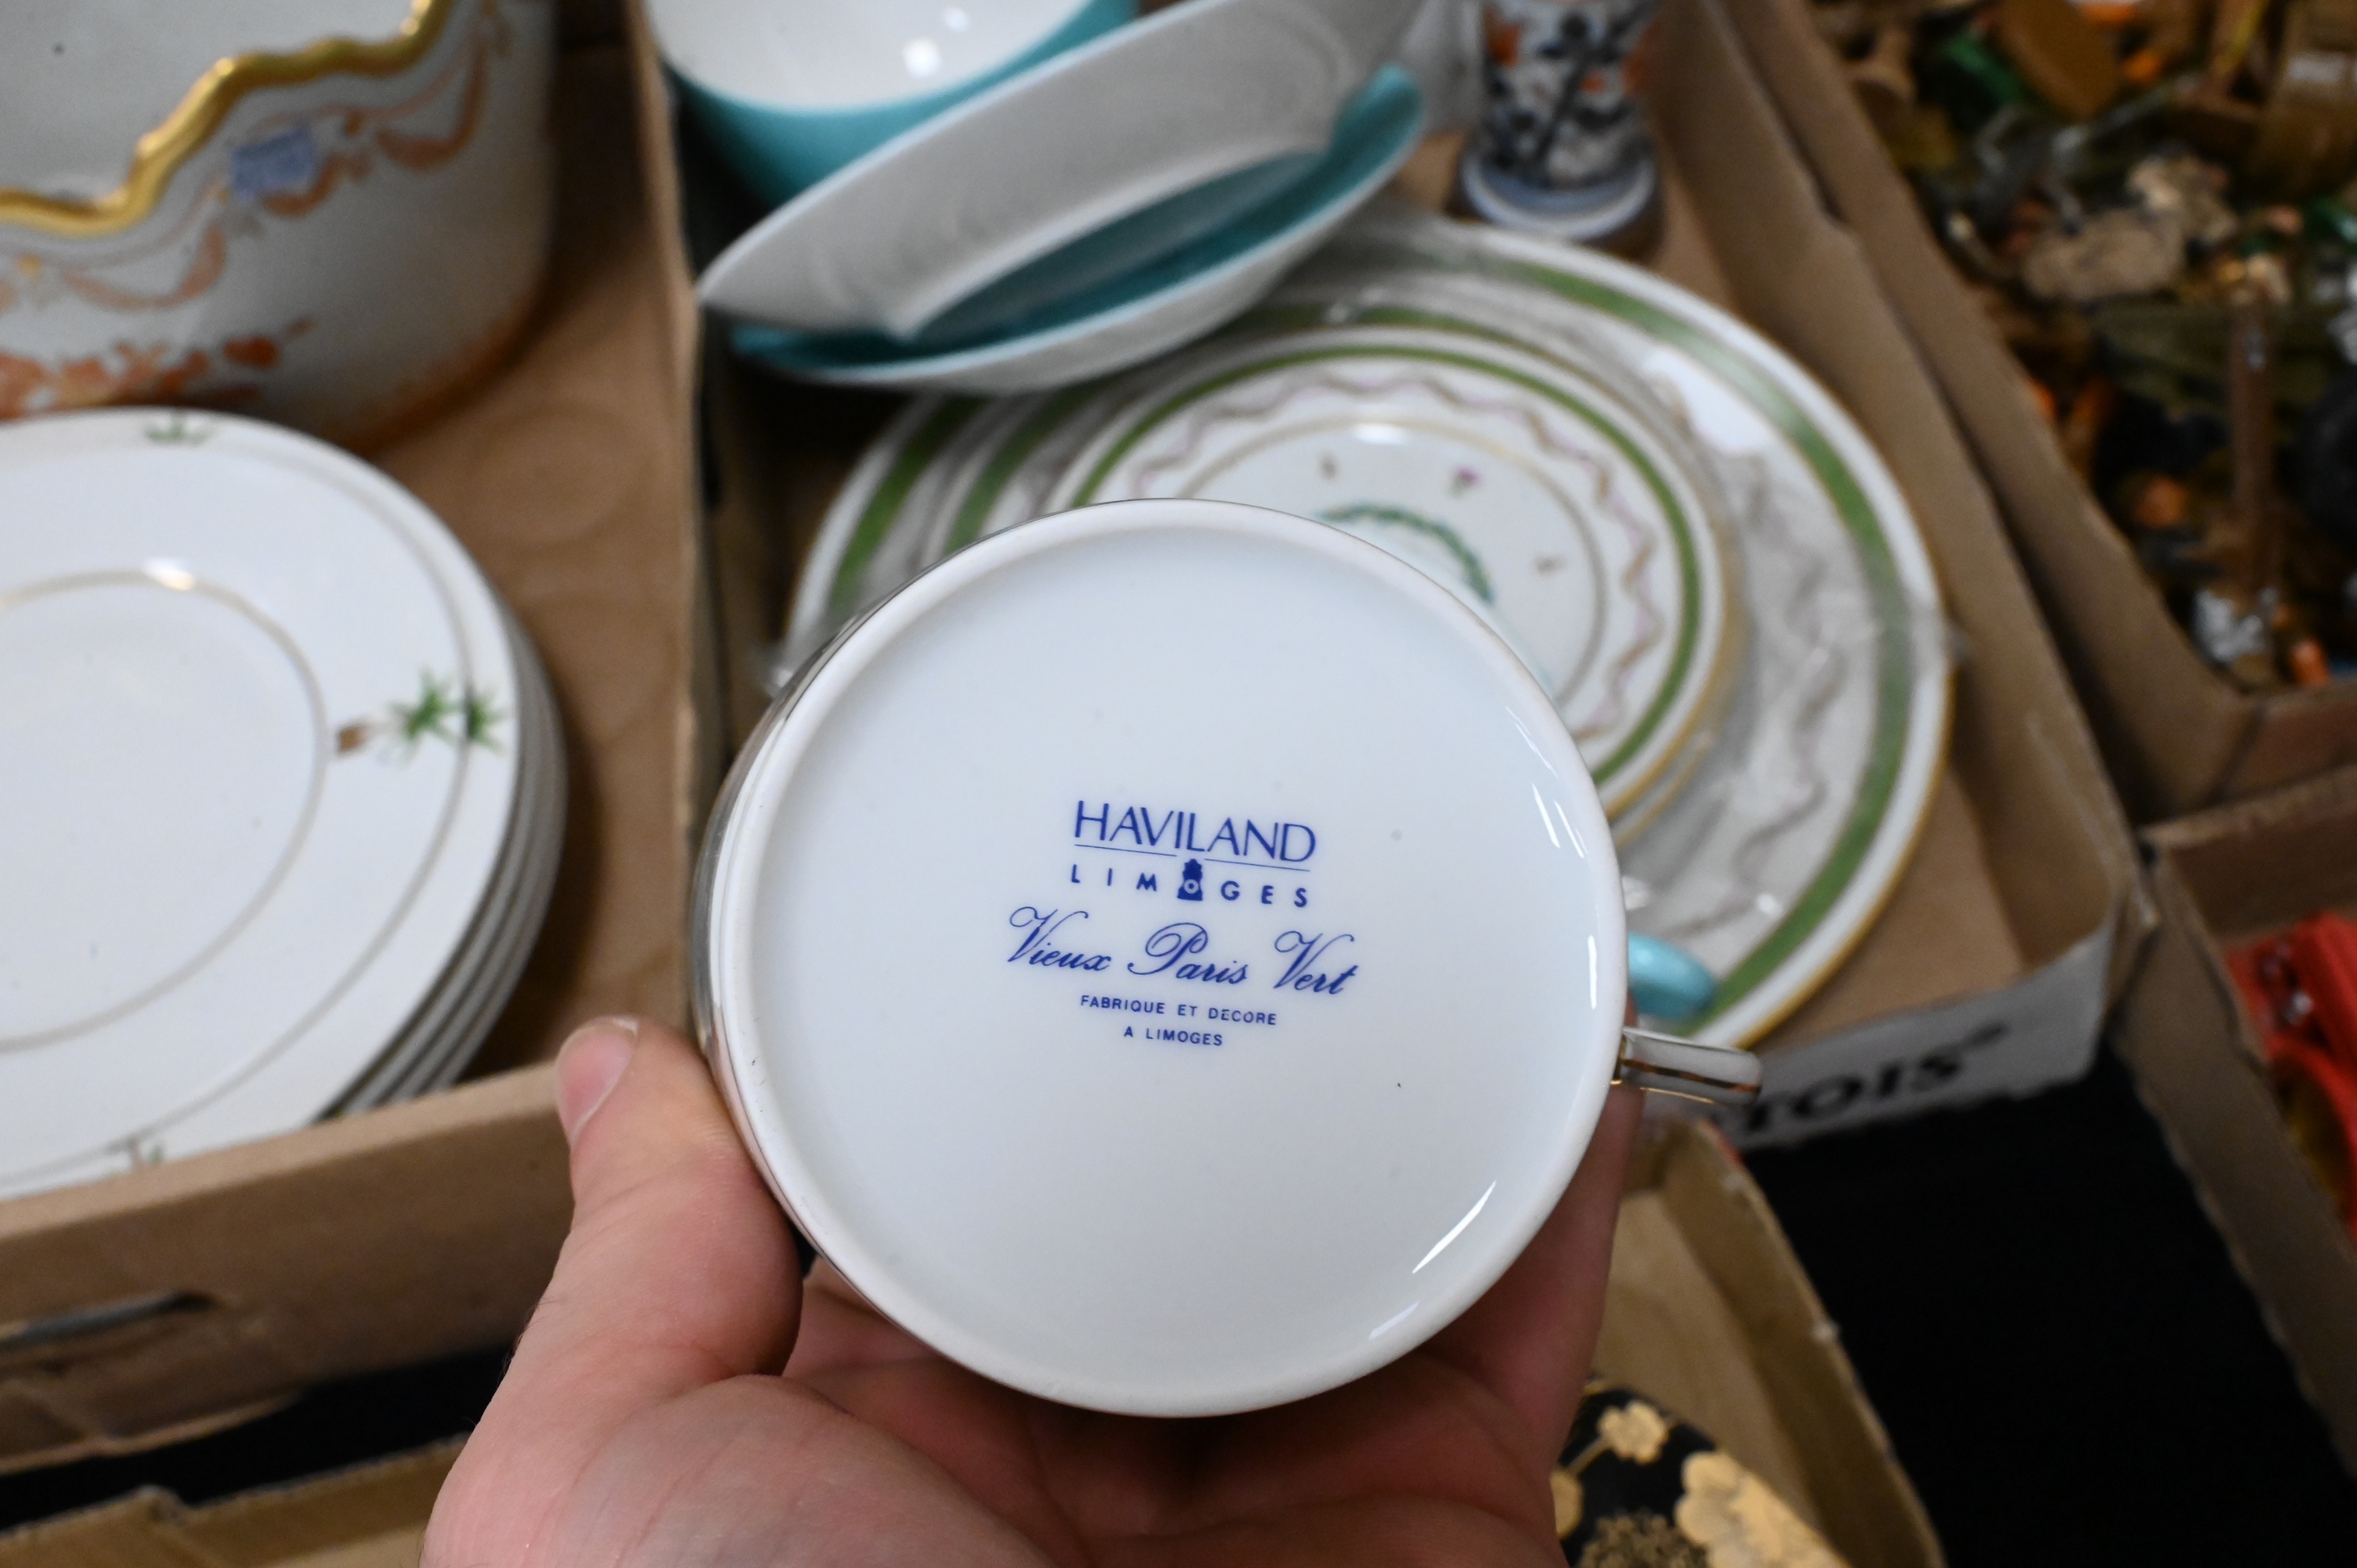 HAVILAND
LIMOGES
Vieux Paris Vert
FABRIQUE ET DECORE
A LIMOGES
TOIS